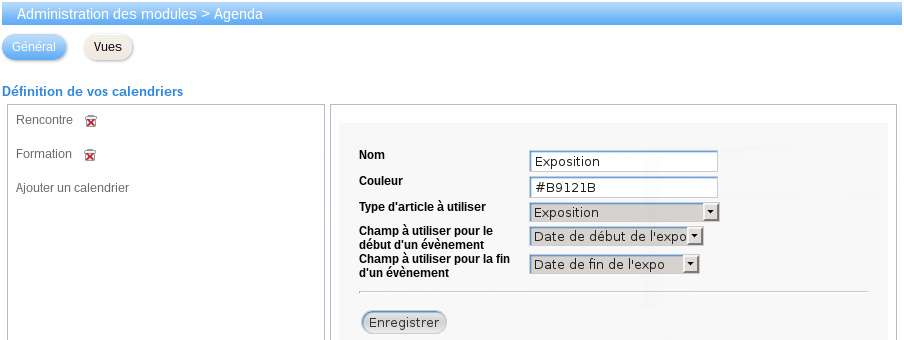 Administration des modules > Agenda
Général
Vues
Définition de vos calendriers
Rencontre
Formation
Ajouter un calendrier
Nom
Exposition
Couleur
#B9121B
Type d'article à utiliser
Exposition
Champ à utiliser pour le
début d'un évènement
Date de début de l'expo
Champ à utiliser pour la fin
d'un évènement
Date de fin de l'expo
Enregistrer